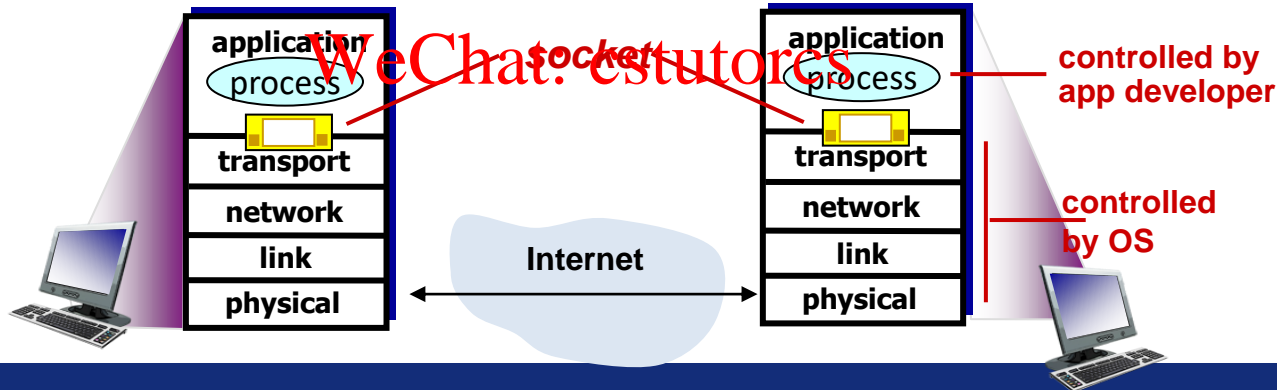 application
process
transport
network
link
physical
WeChat: cstutorcs
socket
Internet
application
process
transport
network
link
physical
controlled by
app developer
controlled
by OS